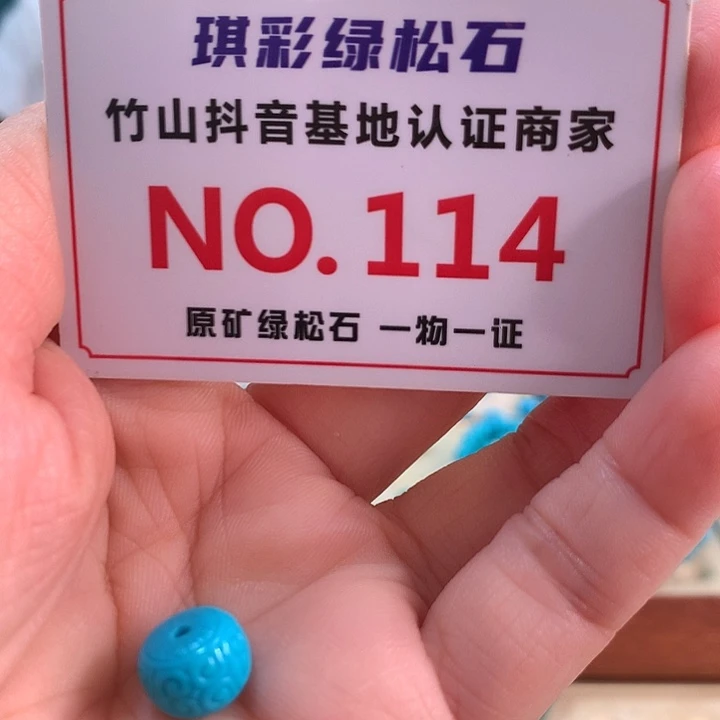 琪彩绿松石
竹山抖音基地认证商家
NO.114
原矿绿松石 一物一证